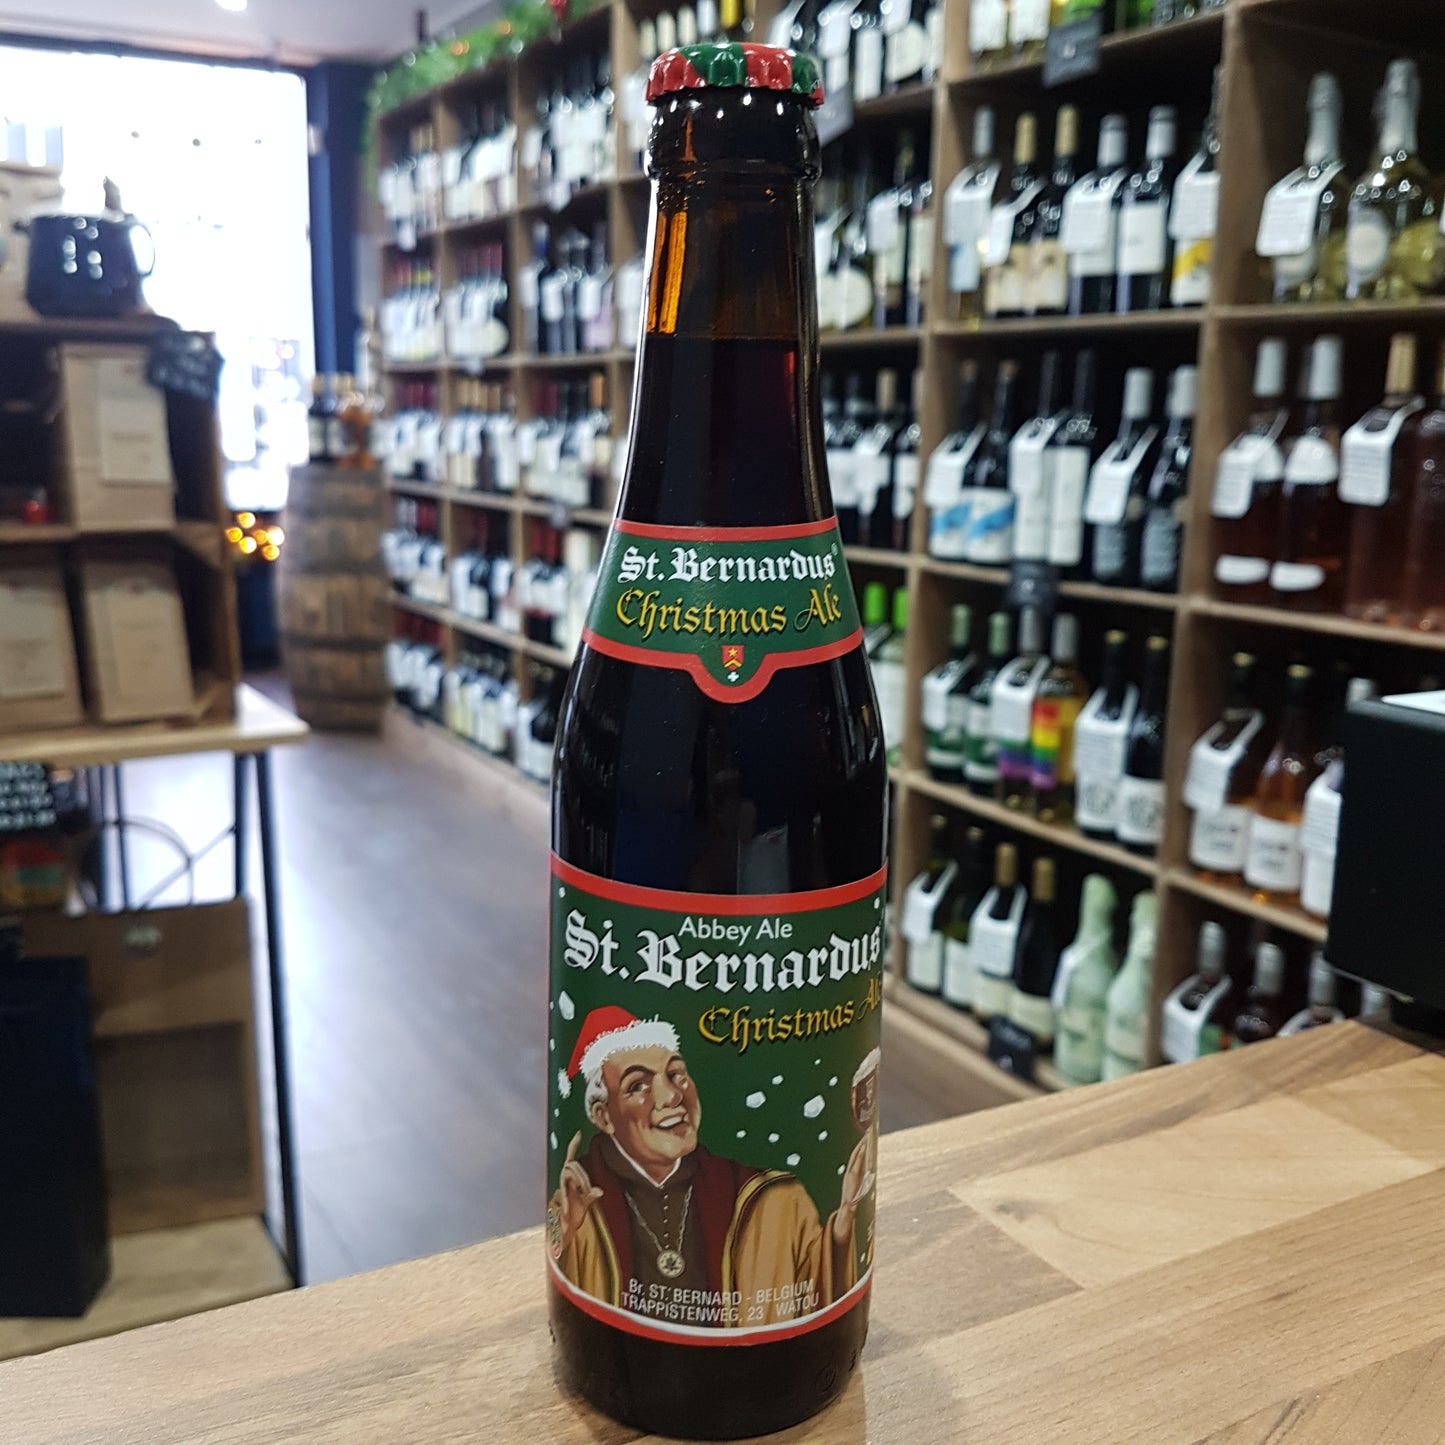 St. Bernardus®
Christmas Ale
Abbey Ale
St. Bernardus
Christmas Ale
Br. ST. BERNARD - BELGIUM
TRAPPISTENWEG, 23 WATOU